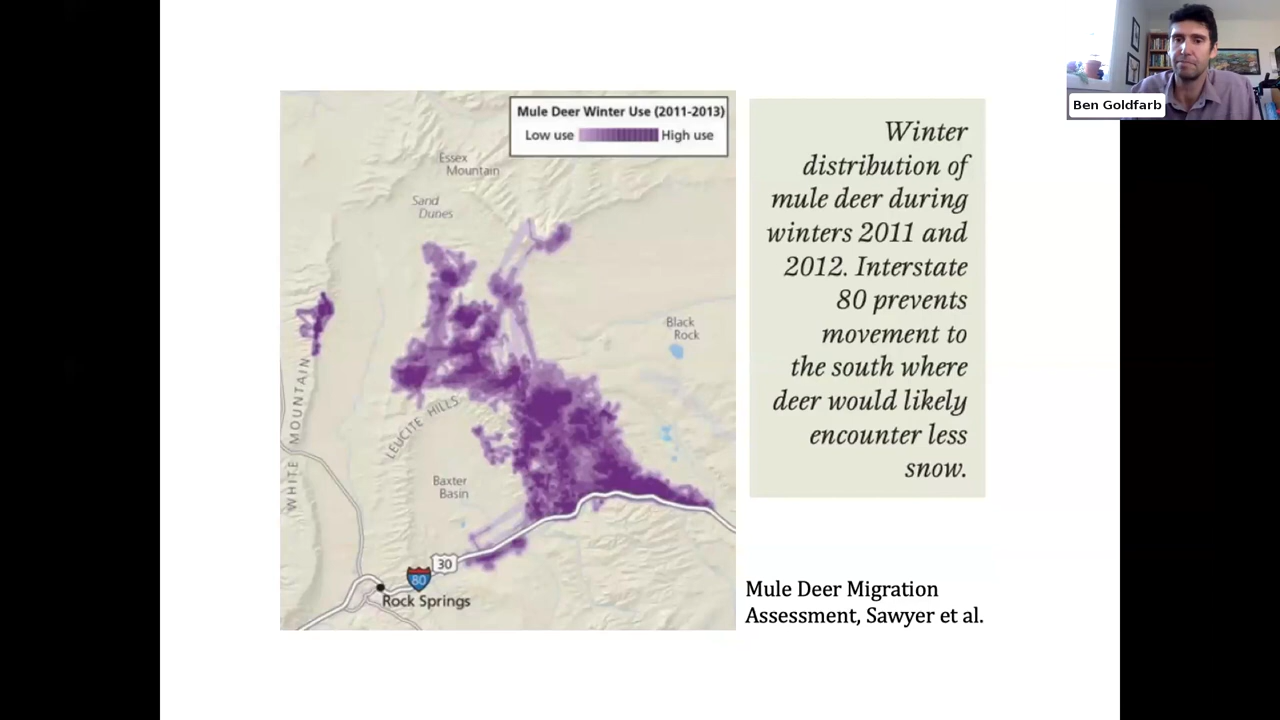 Ben Goldfarb
Mule Deer Winter Use (2011-2013)
Low use High use
Essex
Mountain
Sand
Dunes
Black
Rock
WHITE MOUNTAIN
LEUCITE HILLS
Baxter
Basin
30
80
Rock Springs
Winter
distribution of
mule deer during
winters 2011 and
2012. Interstate
80 prevents
movement to
the south where
deer would likely
encounter less
snow.
Mule Deer Migration
Assessment, Sawyer et al.